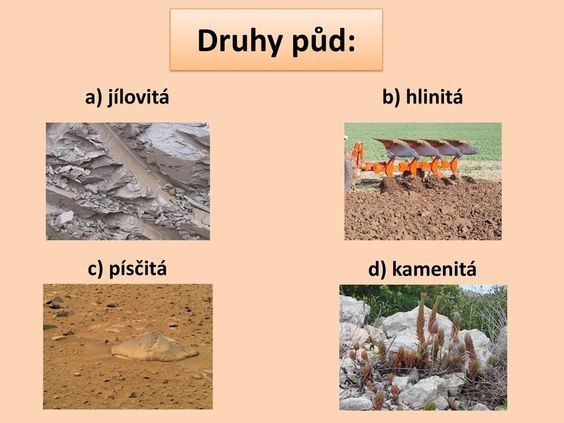 Druhy půd:
a) jílovitá
b) hlinitá
c) písčitá
d) kamenitá